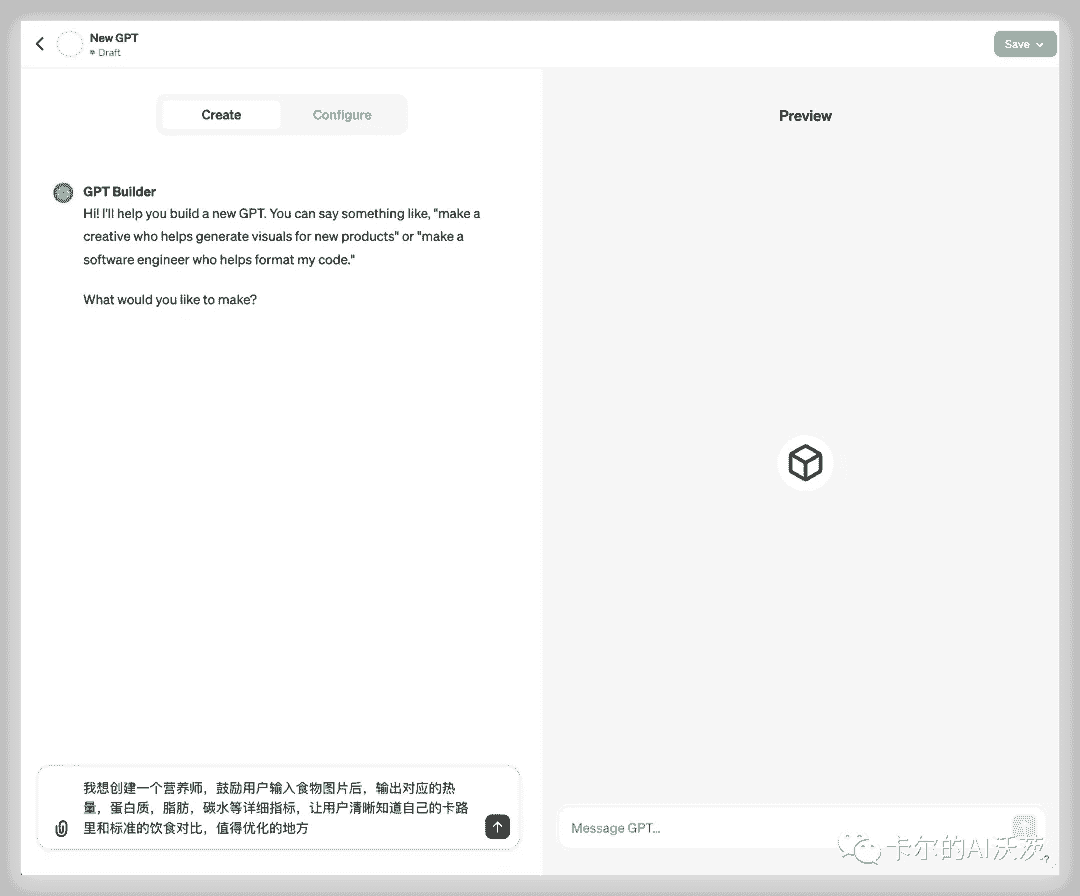 New GPT
Draft
Save
Create
Configure
Preview
GPT Builder
Hi! I'll help you build a new GPT. You can say something like, "make a
creative who helps generate visuals for new products" or "make a
software engineer who helps format my code."
What would you like to make?
我想创建一个营养师，鼓励用户输入食物图片后，输出对应的热
量，蛋白质，脂肪，碳水等详细指标，让用户清晰知道自己的卡路
里和标准的饮食对比，值得优化的地方
Message GPT...
卡尔的AI沃茨
?